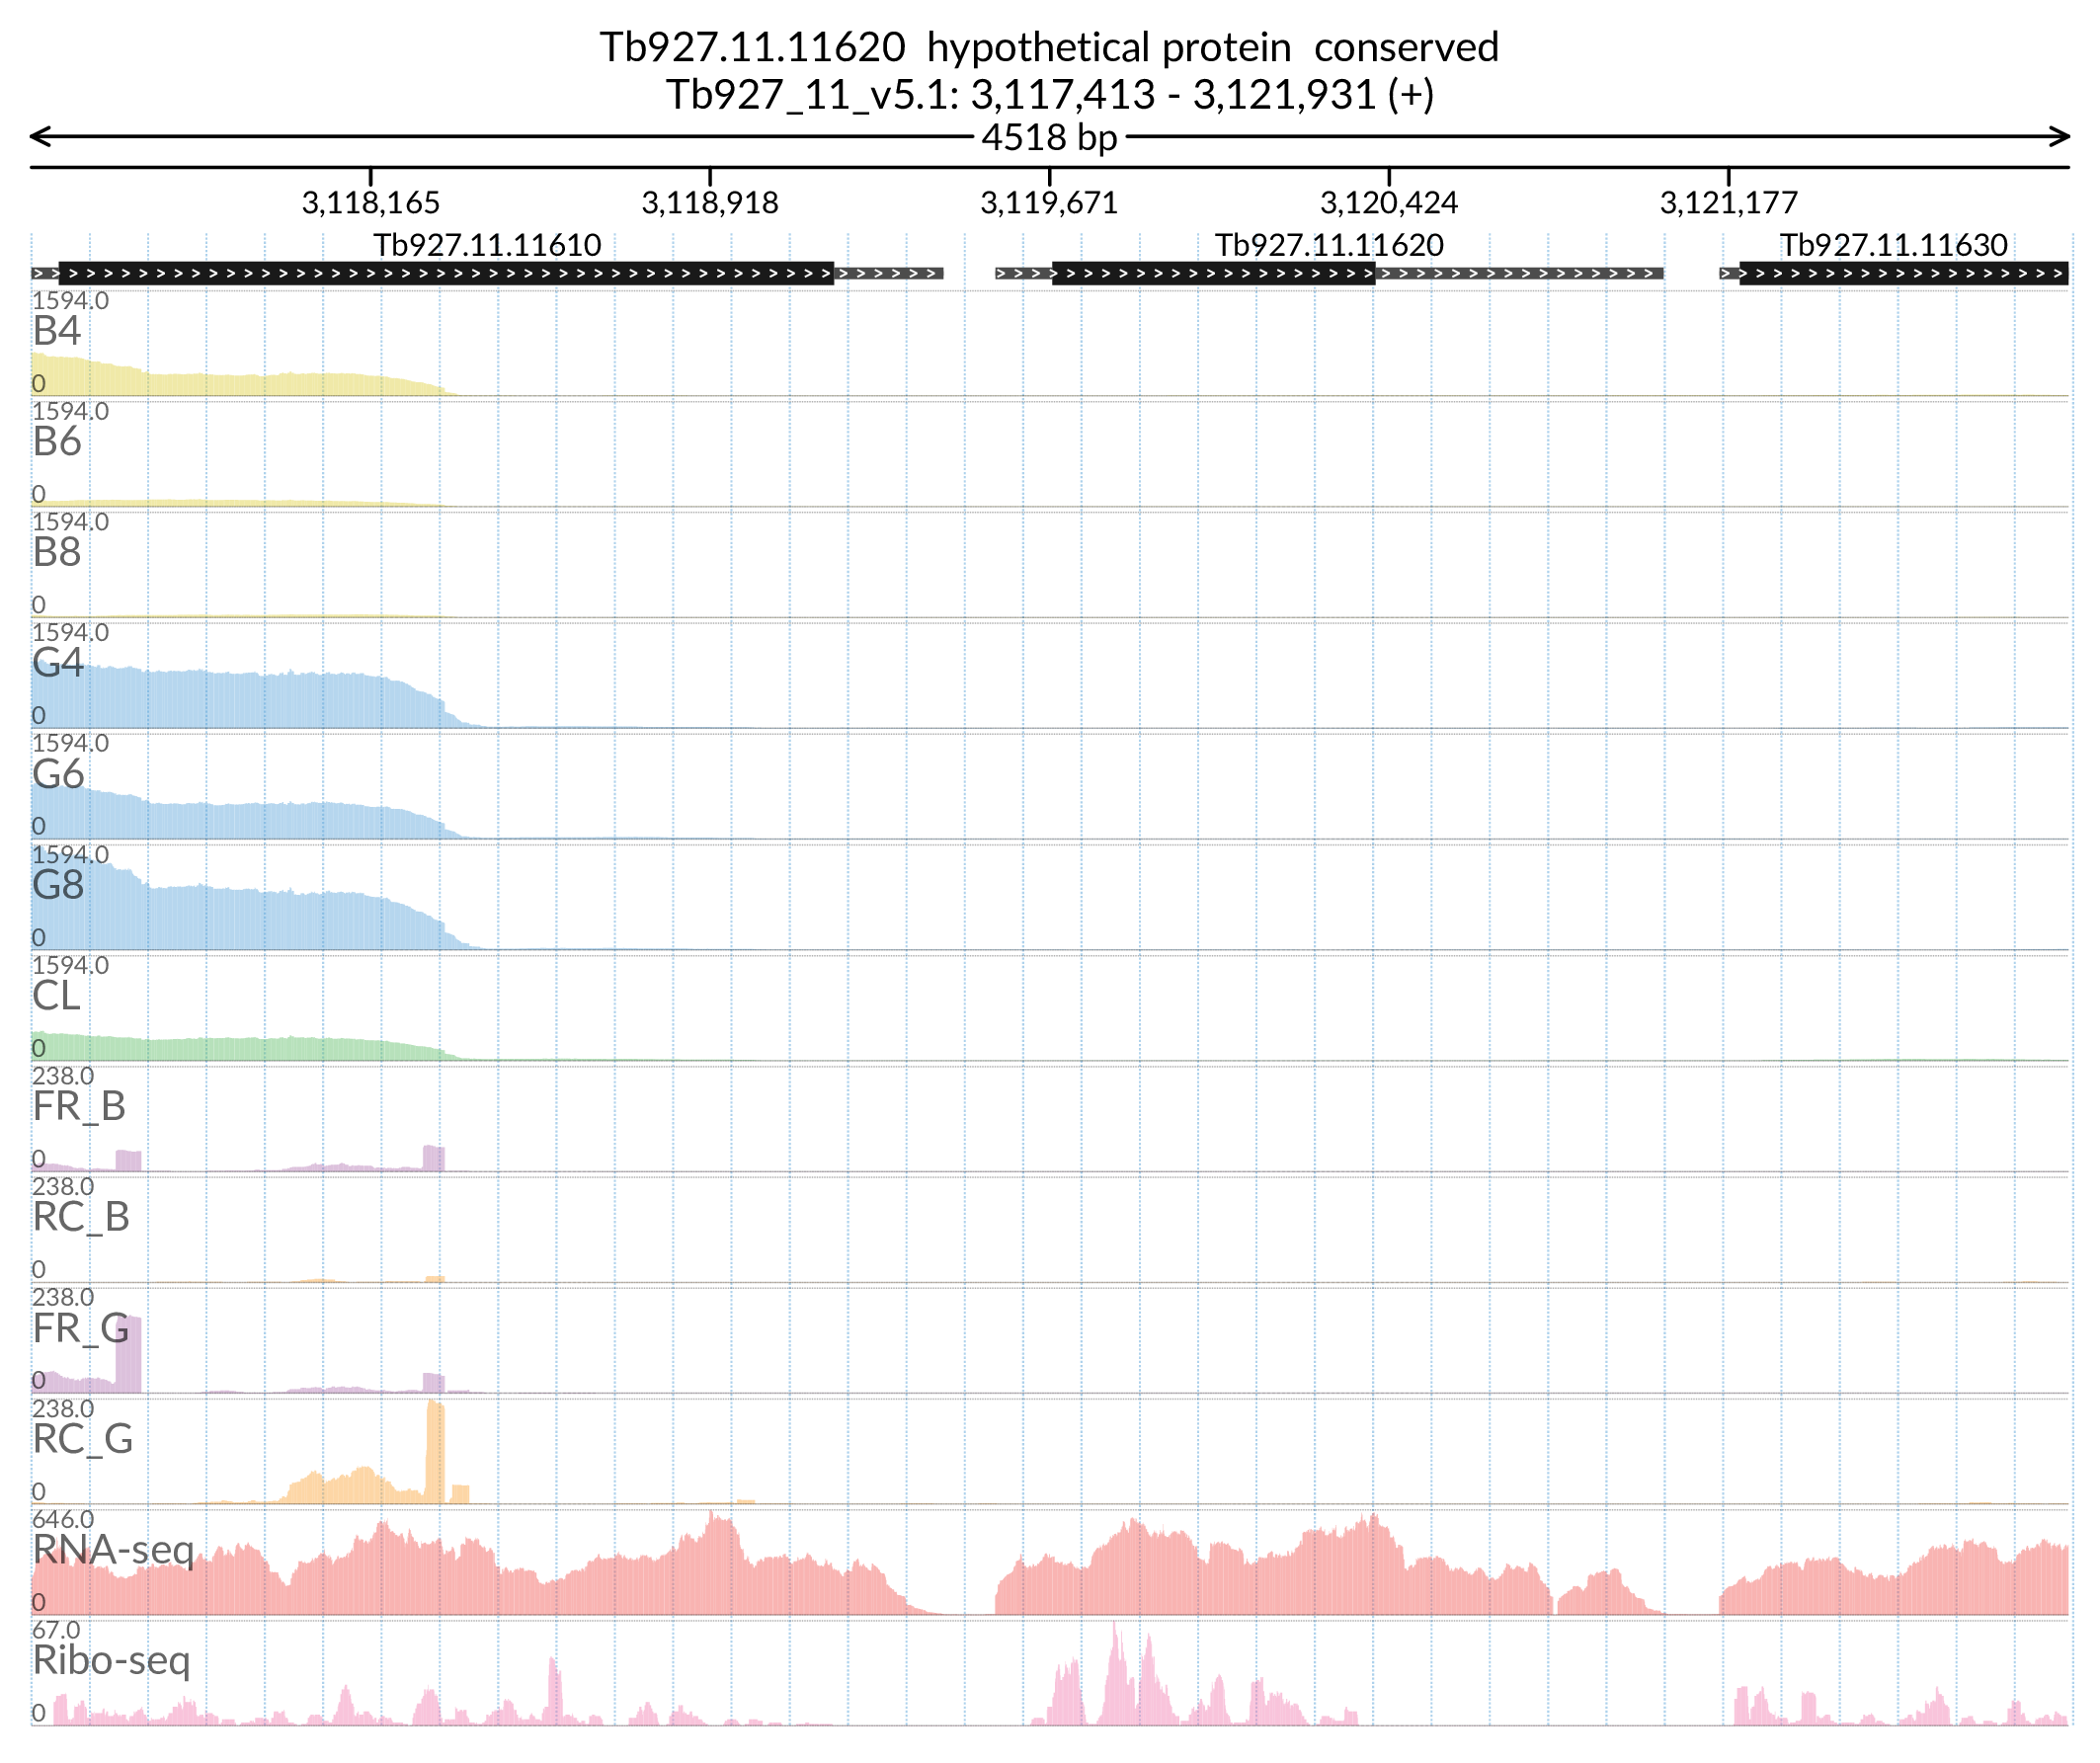 Tb927.11.11620 hypothetical protein conserved
Tb927_11_v5.1: 3,117,413 - 3,121,931 (+)
4518 bp
3,118,165 3,118,918 3,119,671 3,120,424 3,121,177
Tb927.11.11610 Tb927.11.11620 Tb927.11.11630
1594.0
B4
0
1594.0
B6
0
1594.0
B8
0
1594.0
G4
0
1594.0
G6
0
1594.0
G8
0
1594.0
CL
0
238.0
FR_B
0
238.0
RC_B
0
238.0
FR_G
0
238.0
RC_G
0
646.0
RNA-seq
0
67.0
Ribo-seq
0